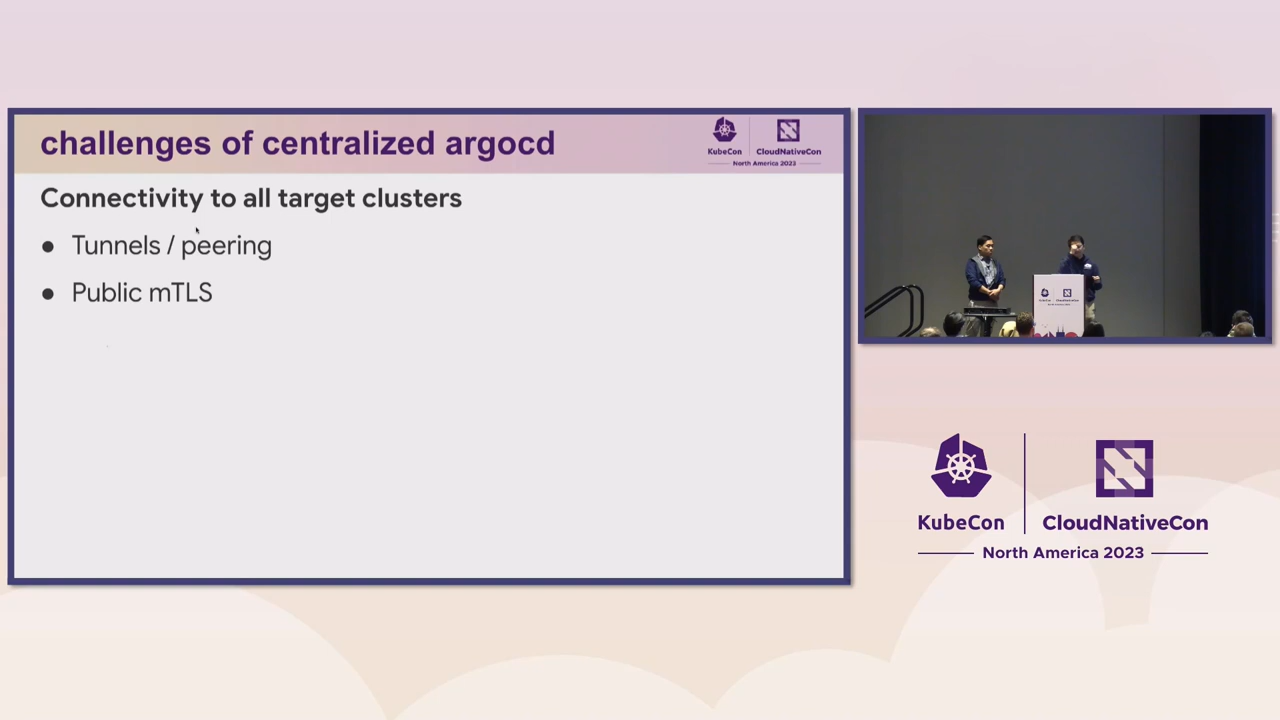 challenges of centralized argocd
KubeCon
CloudNativeCon
North America 2023
Connectivity to all target clusters
● Tunnels / peering
● Public mTLS
KubeCon
CloudNativeCon
North America 2023